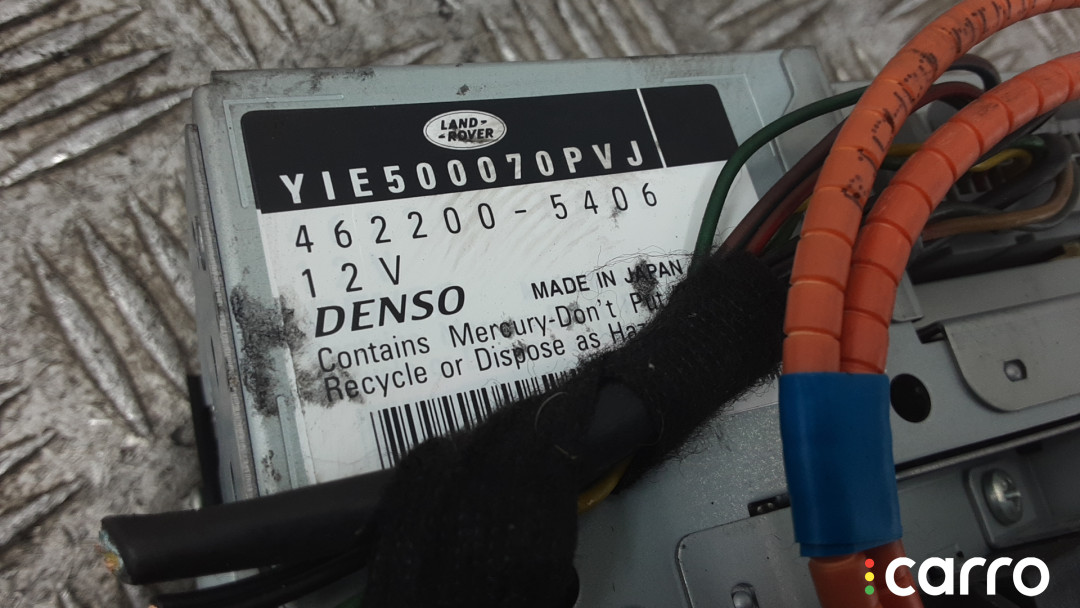 LAND-
-ROVER
YIE500070PVJ
462200-5406
12V
DENSO MADE IN JAPAN
Contains Mercury-Don't Put
Recycle or Dispose as
carro